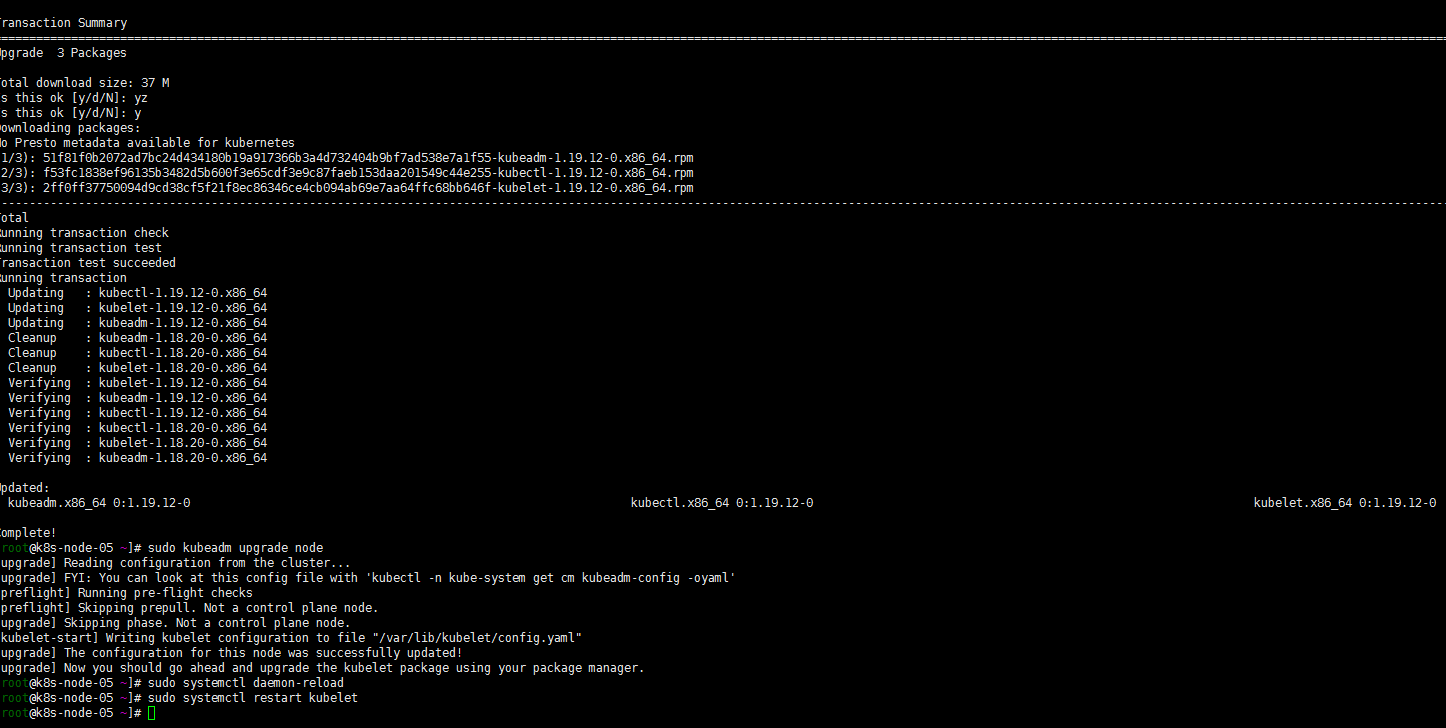 ransaction Summary
================================================================================
pgrade  3 Packages
otal download size: 37 M
s this ok [y/d/N]: yz
s this ok [y/d/N]: y
ownloading packages:
o Presto metadata available for kubernetes
1/3): 51f81f0b2072ad7bc24d434180b19a917366b3a4d732404b9bf7ad538e7a1f55-kubeadm-1.19.12-0.x86_64.rpm
2/3): f53fc1838ef96135b3482d5b600f3e65cdf3e9c87faeb153daa201549c44e255-kubectl-1.19.12-0.x86_64.rpm
3/3): 2ff0ff37750094d9cd38cf5f21f8ec86346ce4cb094ab69e7aa64ffc68bb646f-kubelet-1.19.12-0.x86_64.rpm
--------------------------------------------------------------------------------
otal
unning transaction check
unning transaction test
ransaction test succeeded
unning transaction
  Updating   : kubectl-1.19.12-0.x86_64
  Updating   : kubelet-1.19.12-0.x86_64
  Updating   : kubeadm-1.19.12-0.x86_64
  Cleanup    : kubeadm-1.18.20-0.x86_64
  Cleanup    : kubectl-1.18.20-0.x86_64
  Cleanup    : kubelet-1.18.20-0.x86_64
  Verifying  : kubelet-1.19.12-0.x86_64
  Verifying  : kubeadm-1.19.12-0.x86_64
  Verifying  : kubectl-1.19.12-0.x86_64
  Verifying  : kubectl-1.18.20-0.x86_64
  Verifying  : kubelet-1.18.20-0.x86_64
  Verifying  : kubeadm-1.18.20-0.x86_64
pdated:
  kubeadm.x86_64 0:1.19.12-0    kubectl.x86_64 0:1.19.12-0    kubelet.x86_64 0:1.19.12-0
omplete!
root@k8s-node-05 ~]# sudo kubeadm upgrade node
upgrade] Reading configuration from the cluster...
upgrade] FYI: You can look at this config file with 'kubectl -n kube-system get cm kubeadm-config -oyaml'
preflight] Running pre-flight checks
preflight] Skipping prepull. Not a control plane node.
upgrade] Skipping phase. Not a control plane node.
kubelet-start] Writing kubelet configuration to file "/var/lib/kubelet/config.yaml"
upgrade] The configuration for this node was successfully updated!
upgrade] Now you should go ahead and upgrade the kubelet package using your package manager.
root@k8s-node-05 ~]# sudo systemctl daemon-reload
root@k8s-node-05 ~]# sudo systemctl restart kubelet
root@k8s-node-05 ~]#